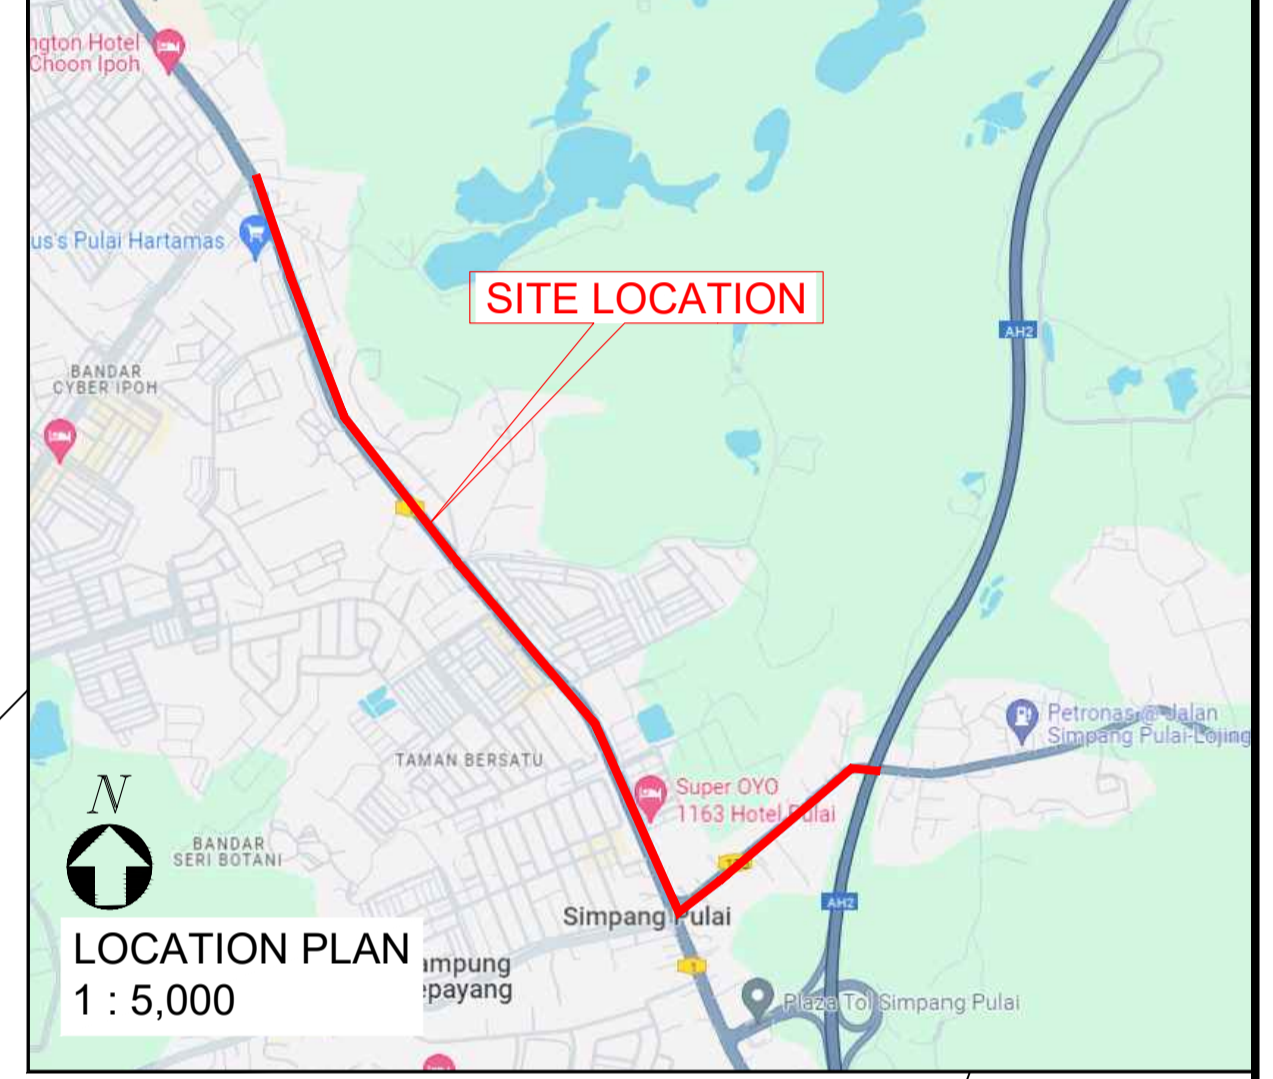 ngton Hotel
Choon Ipoh
us's Pulai Hartamas
SITE LOCATION
AH2
BANDAR
CYBER IPOH
Petronas @ Jalan
Simpang Pulai-Lojing
TAMAN BERSATU
Super OYO
1163 Hotel Pulai
N
BANDAR
SERI BOTANI
AH2
Simpang Pulai
LOCATION PLAN
1 : 5,000
ampung
epayang
1
Plaza Tol Simpang Pulai